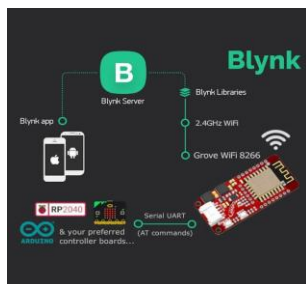 Blynk
B
Blynk Server
Blynk Libraries
Blynk app
2.4GHz WiFi
Grove WiFi 8266
RP2040
Serial UART
(AT commands)
ARDUINO
& your preferred
controller boards...